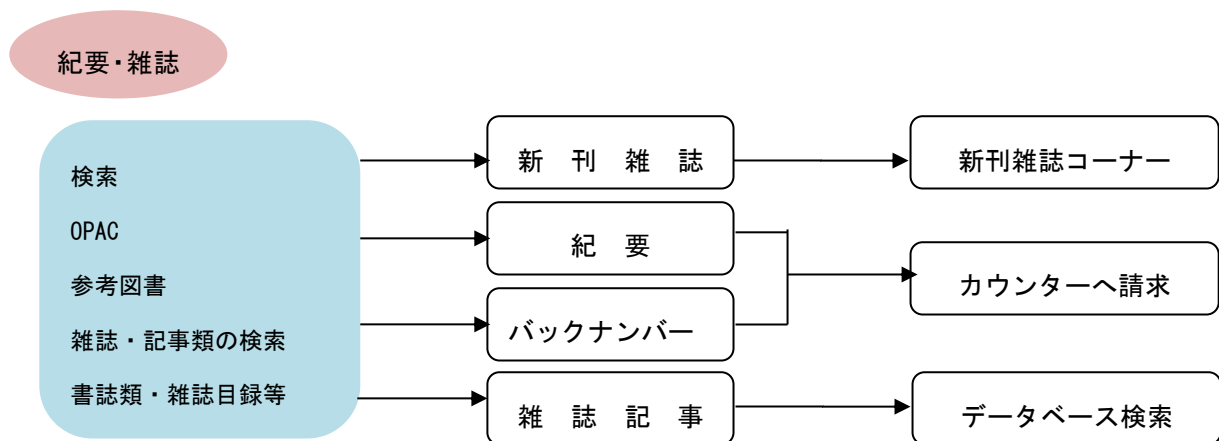 紀要・雑誌
検索
OPAC
参考図書
雑誌・記事類の検索
書誌類・雑誌目録等
新　刊　雑　誌
紀　要
バックナンバー
雑　誌　記　事
新刊雑誌コーナー
カウンターへ請求
データベース検索